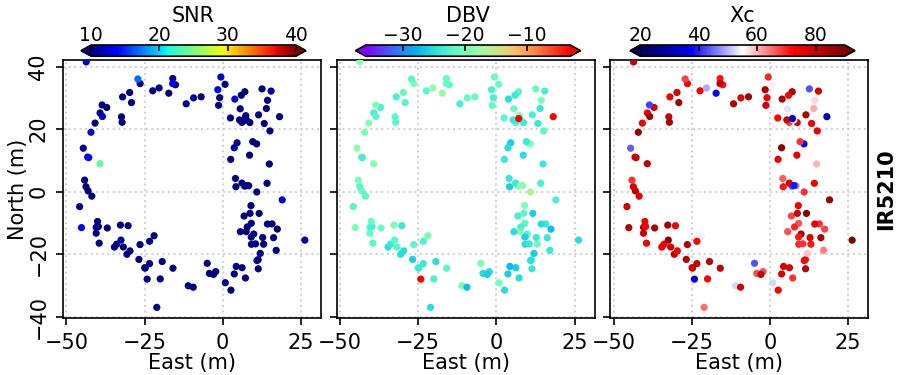 SNR DBV Xc
10 20 30 40 −30 −20 −10 20 40 60 80
40
20
0
−20
−40
North (m)
−50 −25 0 25 −50 −25 0 25 −50 −25 0 25
East (m) East (m) East (m)
IR5210